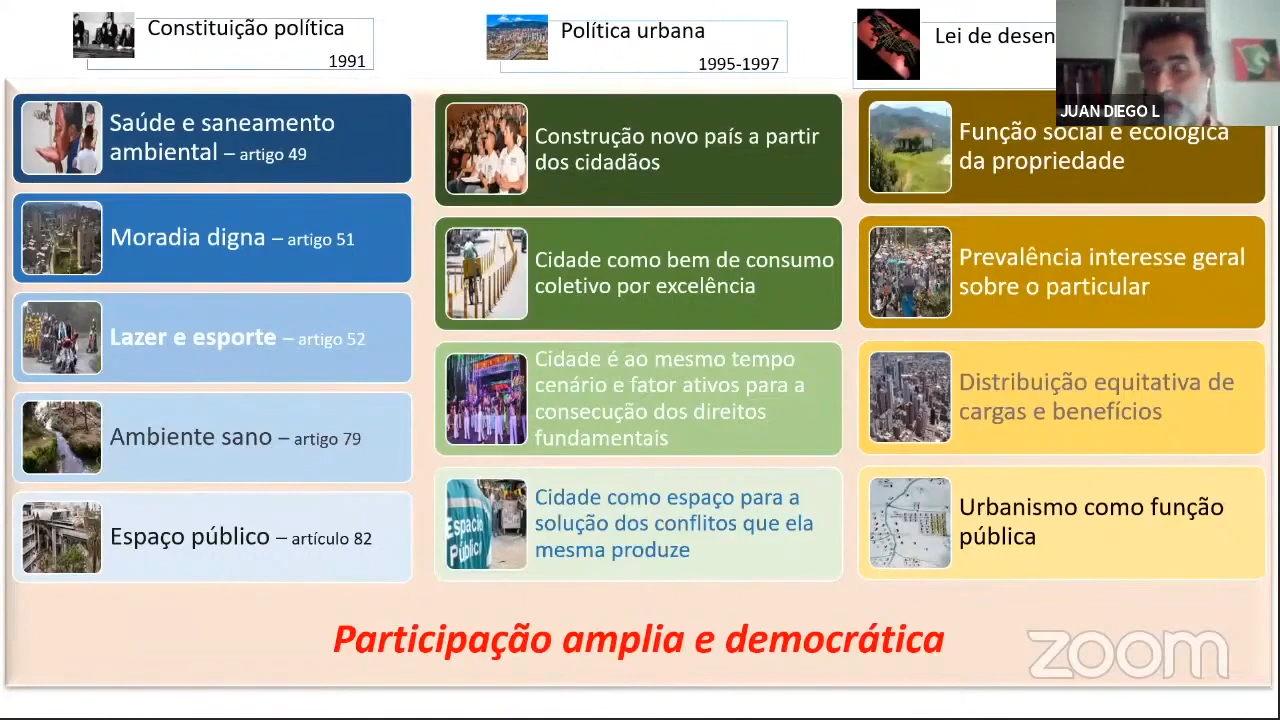 Constituição política
1991
Política urbana
1995-1997
Lei de desen
JUAN DIEGO L
Saúde e saneamento
ambiental – artigo 49
Moradia digna – artigo 51
Lazer e esporte – artigo 52
Ambiente sano – artigo 79
Espaço público – artículo 82
Construção novo país a partir
dos cidadãos
Cidade como bem de consumo
coletivo por excelência
Cidade é ao mesmo tempo
cenário e fator ativos para a
consecução dos direitos
fundamentais
Espacio
Público
Cidade como espaço para a
solução dos conflitos que ela
mesma produze
Função social e ecológica
da propriedade
Prevalência interesse geral
sobre o particular
Distribuição equitativa de
cargas e benefícios
Urbanismo como função
pública
Participação amplia e democrática
zoom